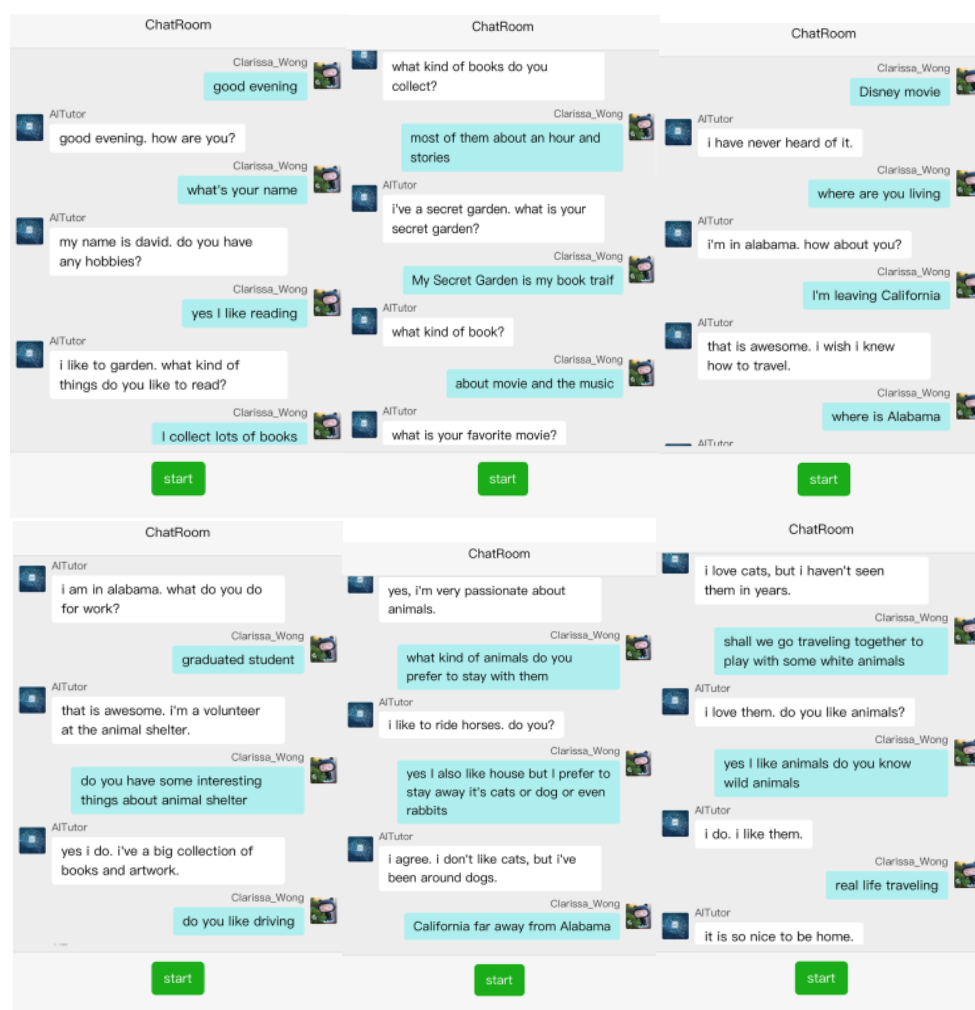 ChatRoom
Clarissa_Wong
good evening
AITutor
good evening. how are you?
Clarissa_Wong
what's your name
AITutor
my name is david. do you have
any hobbies?
Clarissa_Wong
yes I like reading
AITutor
i like to garden. what kind of
things do you like to read?
Clarissa_Wong
I collect lots of books
start
ChatRoom
what kind of books do you
collect?
Clarissa_Wong
most of them about an hour and
stories
AITutor
i've a secret garden. what is your
secret garden?
Clarissa_Wong
My Secret Garden is my book traif
AITutor
what kind of book?
Clarissa_Wong
about movie and the music
AITutor
what is your favorite movie?
start
ChatRoom
Clarissa_Wong
Disney movie
AITutor
i have never heard of it.
Clarissa_Wong
where are you living
AITutor
i'm in alabama. how about you?
Clarissa_Wong
I'm leaving California
AITutor
that is awesome. i wish i knew
how to travel.
Clarissa_Wong
where is Alabama
AITutor
start
ChatRoom
AITutor
i am in alabama. what do you do
for work?
Clarissa_Wong
graduated student
AITutor
that is awesome. i'm a volunteer
at the animal shelter.
Clarissa_Wong
do you have some interesting
things about animal shelter
AITutor
yes i do. i've a big collection of
books and artwork.
Clarissa_Wong
do you like driving
start
ChatRoom
yes, i'm very passionate about
animals.
Clarissa_Wong
what kind of animals do you
prefer to stay with them
AITutor
i like to ride horses. do you?
Clarissa_Wong
yes I also like house but I prefer to
stay away it's cats or dog or even
rabbits
AITutor
i agree. i don't like cats, but i've
been around dogs.
Clarissa_Wong
California far away from Alabama
start
ChatRoom
i love cats, but i haven't seen
them in years.
Clarissa_Wong
shall we go traveling together to
play with some white animals
AITutor
i love them. do you like animals?
Clarissa_Wong
yes I like animals do you know
wild animals
AITutor
i do. i like them.
Clarissa_Wong
real life traveling
AITutor
it is so nice to be home.
start